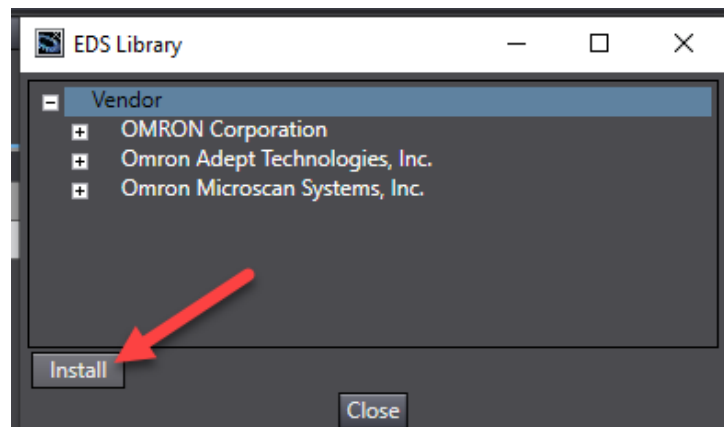 EDS Library
Vendor
OMRON Corporation
Omron Adept Technologies, Inc.
Omron Microscan Systems, Inc.
Install
Close